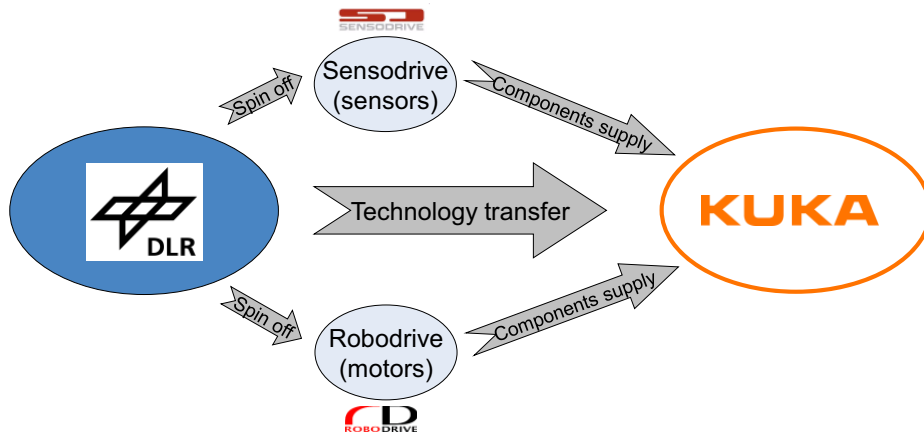 SENSODRIVE
Sensodrive
(sensors)
Spin off
Components supply
DLR
Technology transfer
KUKA
Spin off
Components supply
Robodrive
(motors)
ROBODRIVE